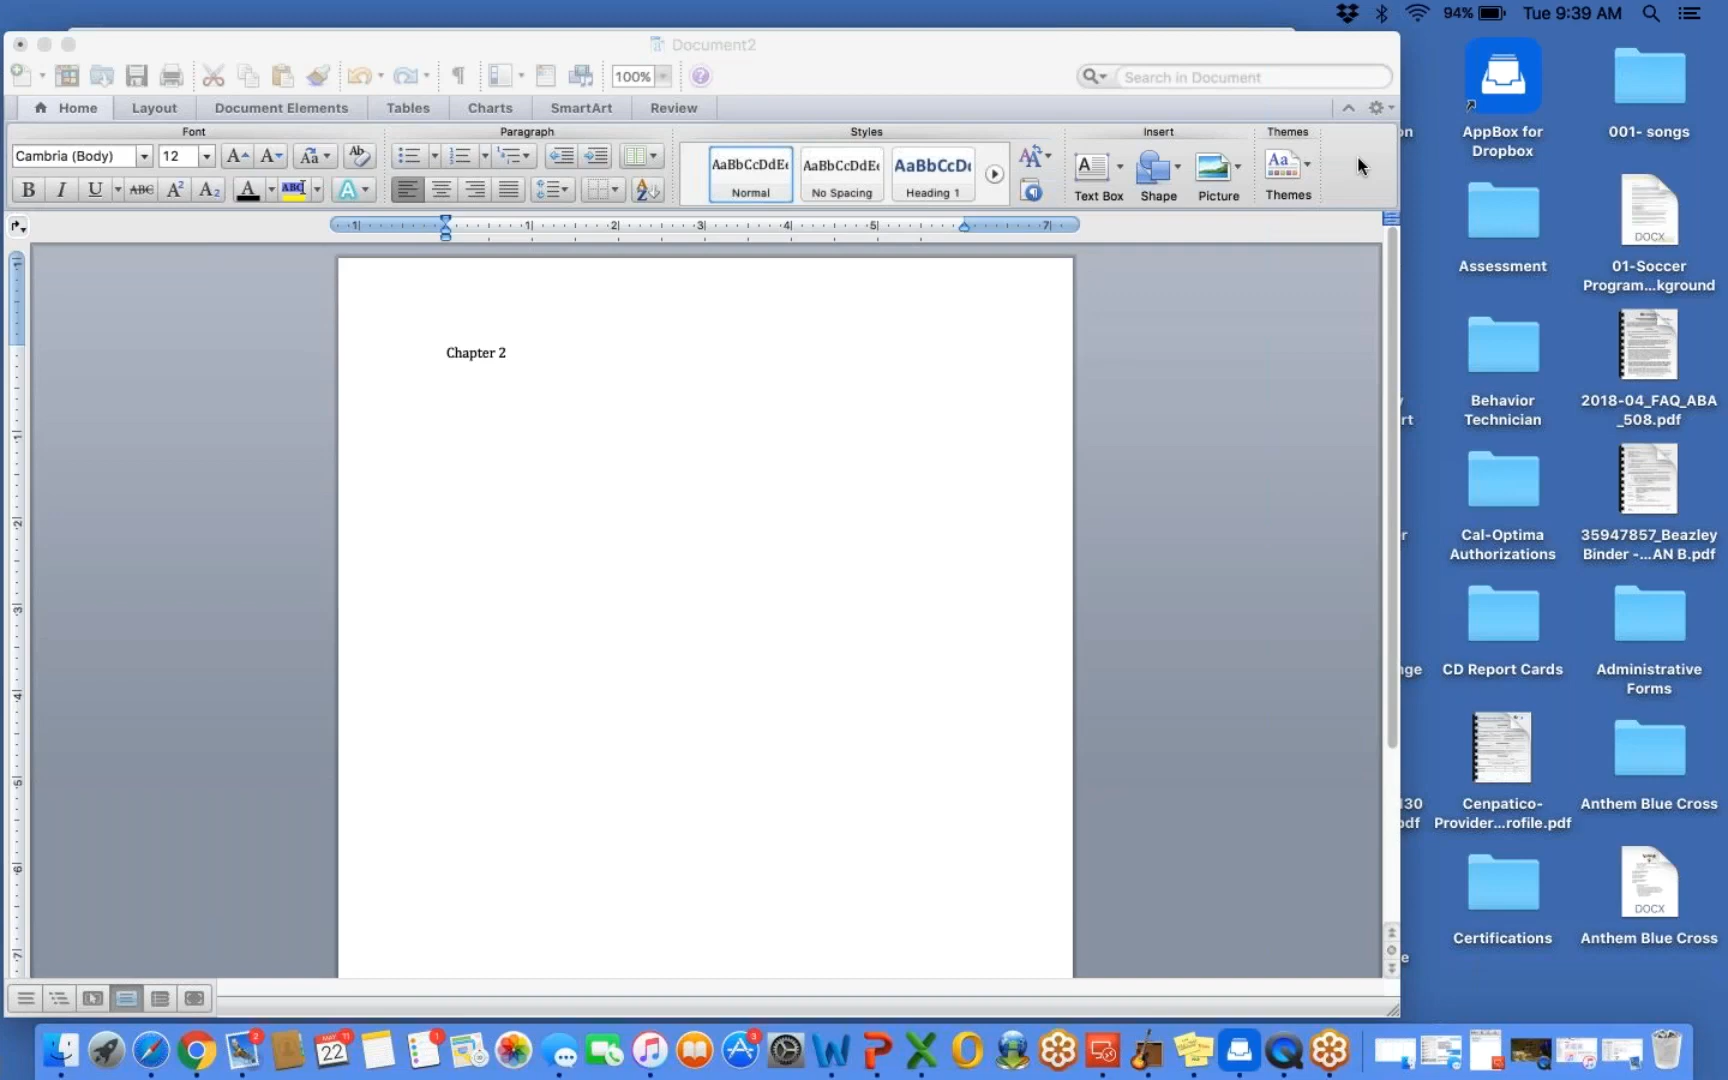 94% Tue 9:39 AM
Document2
100%
Search in Document
Home Layout Document Elements Tables Charts SmartArt Review
Font Paragraph Styles Insert Themes
Cambria (Body) 12
AaBbCcDdEe AaBbCcDdEe AaBbCcDc
Normal No Spacing Heading 1
Text Box Shape Picture Themes
Chapter 2
AppBox for
Dropbox
001- songs
Assessment
DOCX
01-Soccer
Program...kground
Behavior
Technician
2018-04_FAQ_ABA
_508.pdf
Cal-Optima
Authorizations
35947857_Beazley
Binder -...AN B.pdf
CD Report Cards
Administrative
Forms
Cenpatico-
Provider...rofile.pdf
Anthem Blue Cross
Certifications
DOCX
Anthem Blue Cross
MAY
22